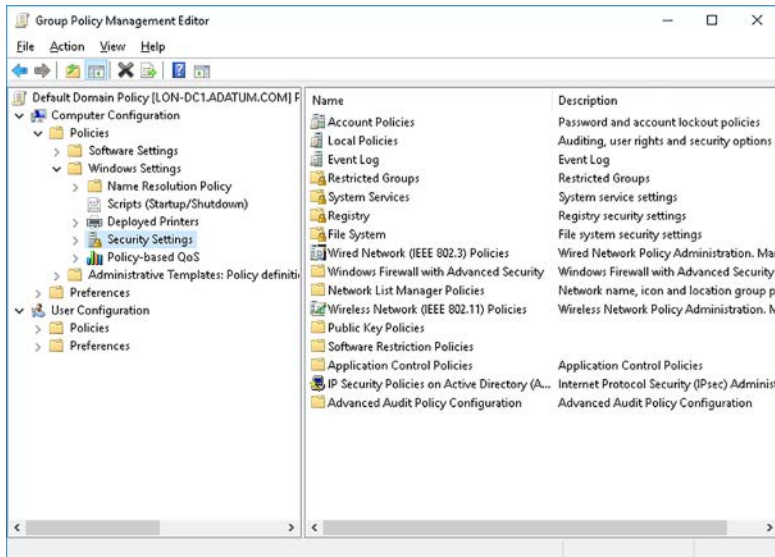 Group Policy Management Editor
File Action View Help
Default Domain Policy [LON-DC1.ADATUM.COM] P
Computer Configuration
Policies
Software Settings
Windows Settings
Name Resolution Policy
Scripts (Startup/Shutdown)
Deployed Printers
Security Settings
Policy-based QoS
Administrative Templates: Policy definiti
Preferences
User Configuration
Policies
Preferences
Name Description
Account Policies Password and account lockout policies
Local Policies Auditing, user rights and security options
Event Log Event Log
Restricted Groups Restricted Groups
System Services System service settings
Registry Registry security settings
File System File system security settings
Wired Network (IEEE 802.3) Policies Wired Network Policy Administration. Ma
Windows Firewall with Advanced Security Windows Firewall with Advanced Security
Network List Manager Policies Network name, icon and location group p
Wireless Network (IEEE 802.11) Policies Wireless Network Policy Administration. M
Public Key Policies
Software Restriction Policies
Application Control Policies Application Control Policies
IP Security Policies on Active Directory (A... Internet Protocol Security (IPsec) Adminis
Advanced Audit Policy Configuration Advanced Audit Policy Configuration